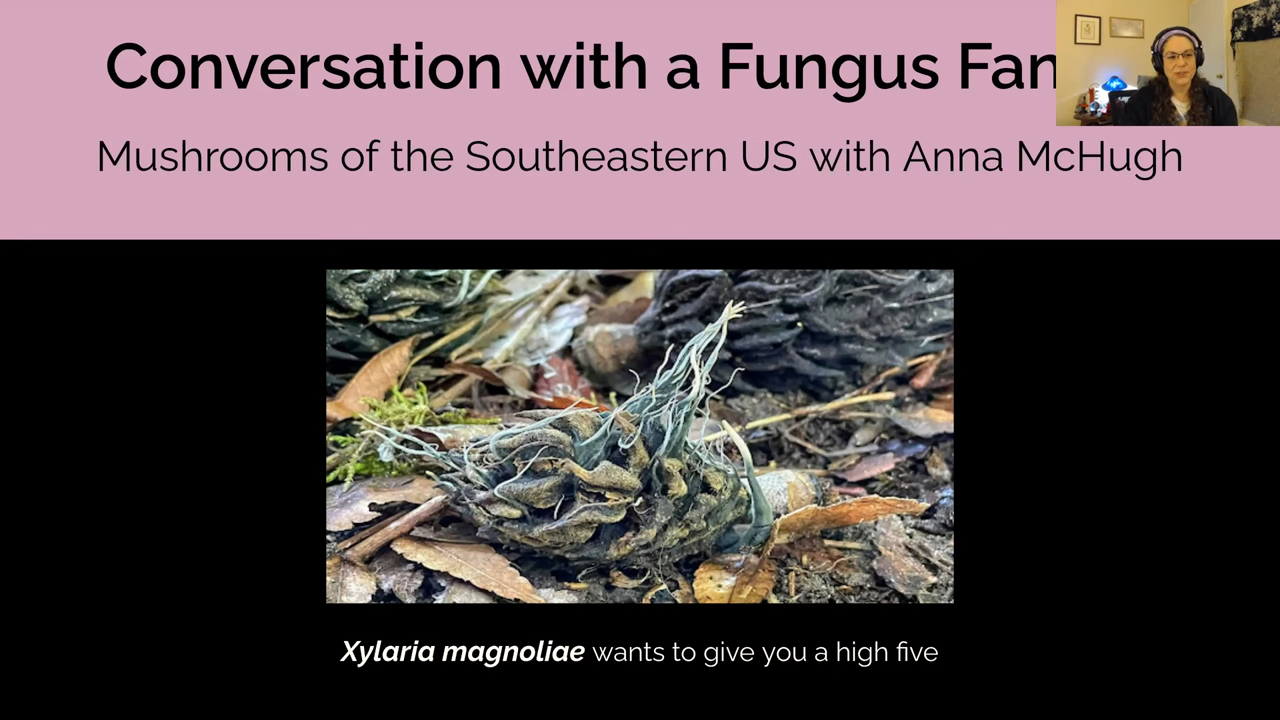 Conversation with a Fungus Fan
Mushrooms of the Southeastern US with Anna McHugh
Xylaria magnoliae wants to give you a high five